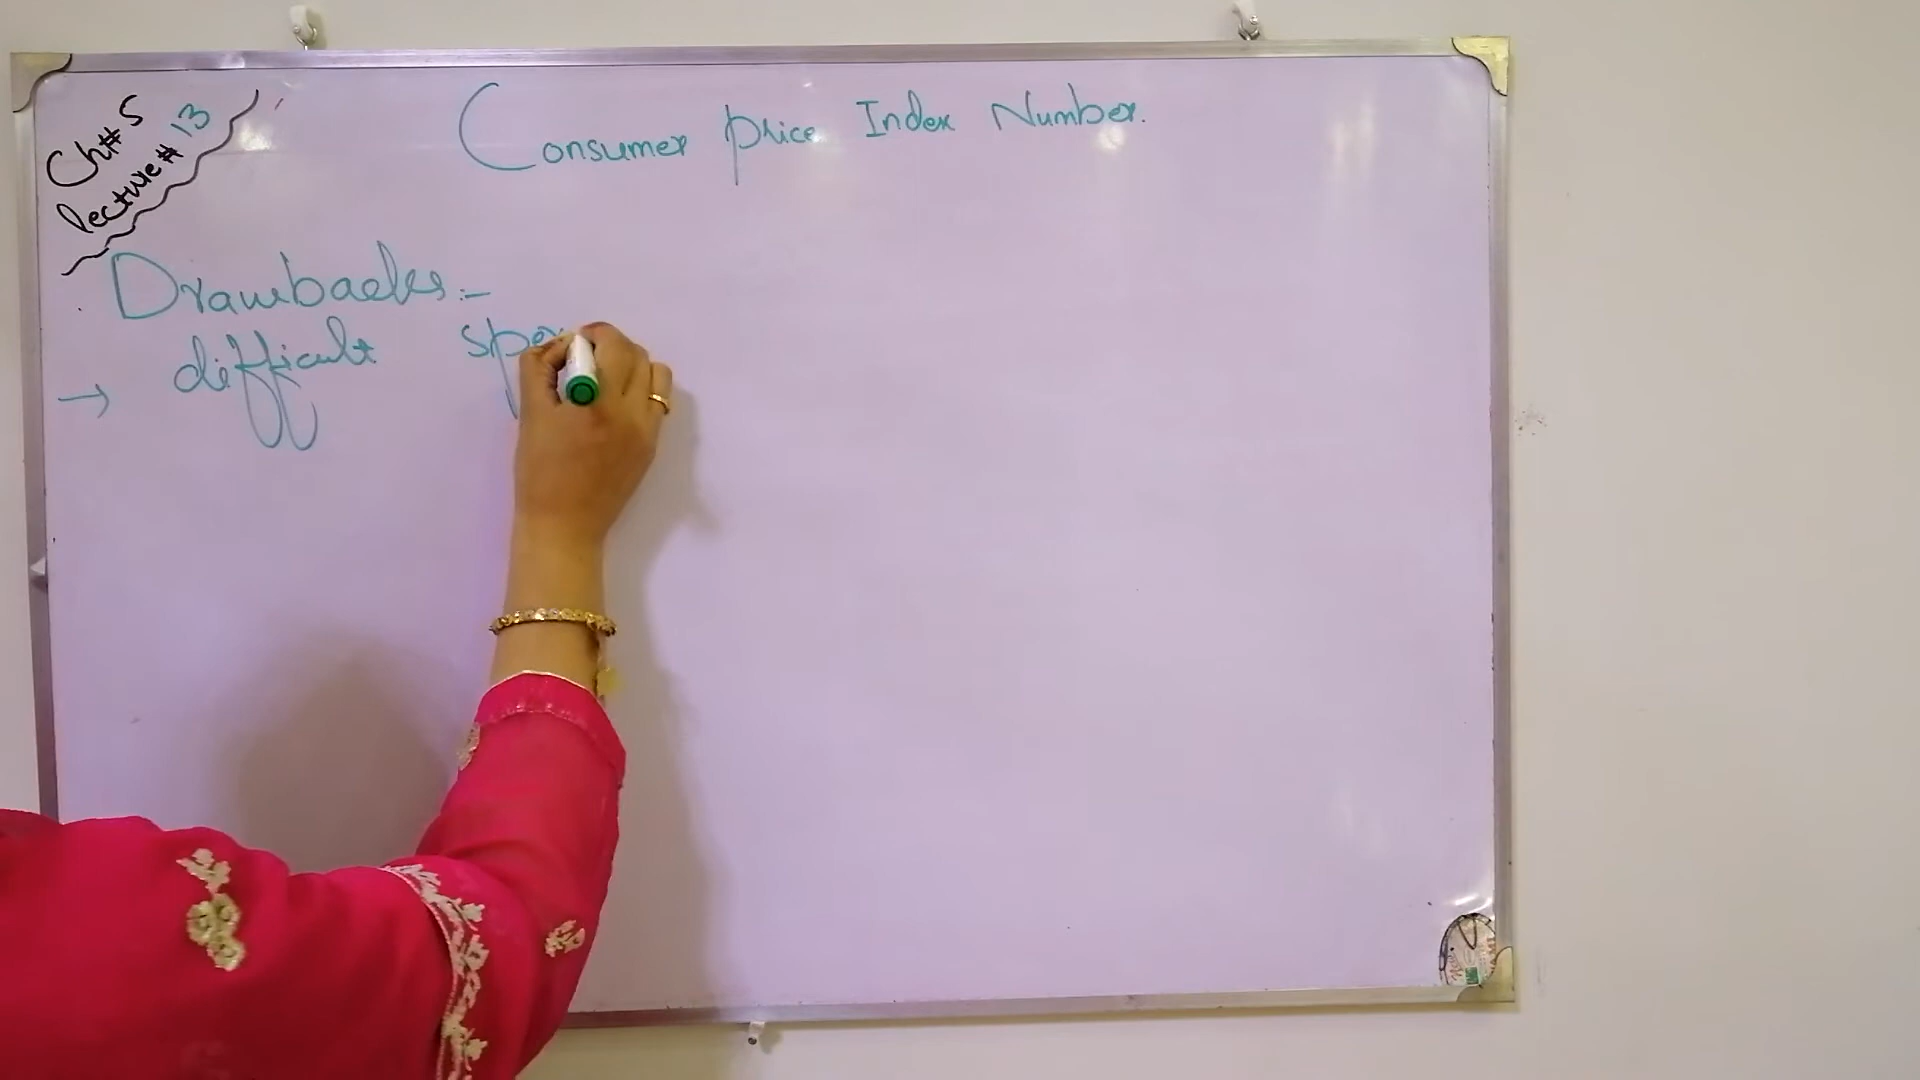 Ch# 5
lecture# 13
Consumer price Index Number.
Drawbacks:-
→ difficult